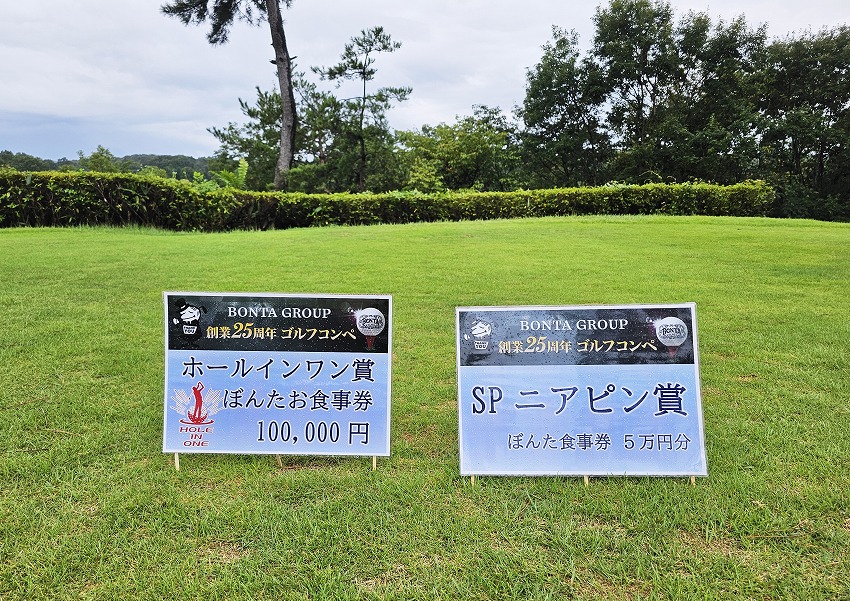 BONTA GROUP
創業25周年 ゴルフコンペ
BONTA
ホールインワン賞
ぼんたお食事券
100,000円
HOLE
IN
ONE
BONTA GROUP
創業25周年 ゴルフコンペ
BONTA
SP ニアピン賞
ぼんた食事券 5万円分